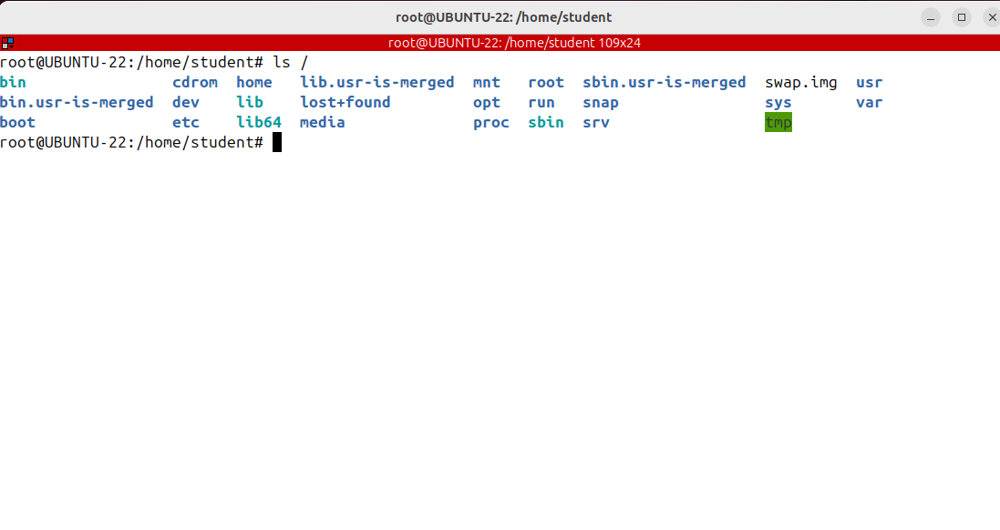 root@UBUNTU-22: /home/student
root@UBUNTU-22: /home/student 109x24
root@UBUNTU-22:/home/student# ls /
bin                cdrom  home   lib.usr-is-merged  mnt   root  sbin.usr-is-merged  swap.img  usr
bin.usr-is-merged  dev    lib    lost+found         opt   run   snap                sys       var
boot               etc    lib64  media              proc  sbin  srv                 tmp
root@UBUNTU-22:/home/student#